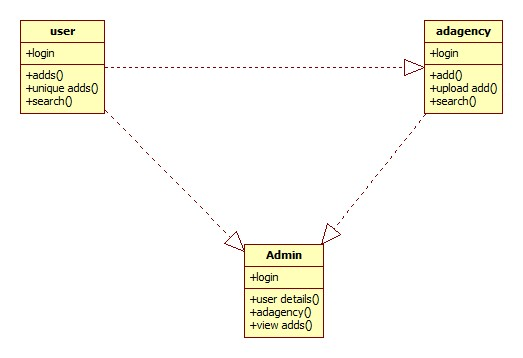 user
+login
+adds()
+unique adds()
+search()
adagency
+login
+add()
+upload add()
+search()
Admin
+login
+user details()
+adagency()
+view adds()